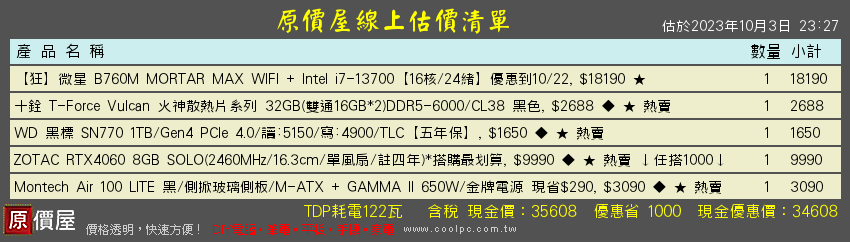 原價屋線上估價清單
估於2023年10月3日 23:27
產 品 名 稱 數量 小計
【狂】微星 B760M MORTAR MAX WIFI + Intel i7-13700【16核/24緒】優惠到10/22, $18190 ★ 1 18190
十銓 T-Force Vulcan 火神散熱片系列 32GB(雙通16GB*2)DDR5-6000/CL38 黑色, $2688 ◆ ★ 熱賣 1 2688
WD 黑標 SN770 1TB/Gen4 PCIe 4.0/讀:5150/寫:4900/TLC【五年保】, $1650 ◆ ★ 熱賣 1 1650
ZOTAC RTX4060 8GB SOLO(2460MHz/16.3cm/單風扇/註四年)*搭購最划算, $9990 ◆ ★ 熱賣 ↓任搭1000↓ 1 9990
Montech Air 100 LITE 黑/側掀玻璃側板/M-ATX + GAMMA II 650W/金牌電源 現省$290, $3090 ◆ ★ 熱賣 1 3090
TDP耗電122瓦 含稅 現金價：35608 優惠省 1000 現金優惠價：34608
原價屋
價格透明，快速方便！ www.coolpc.com.tw